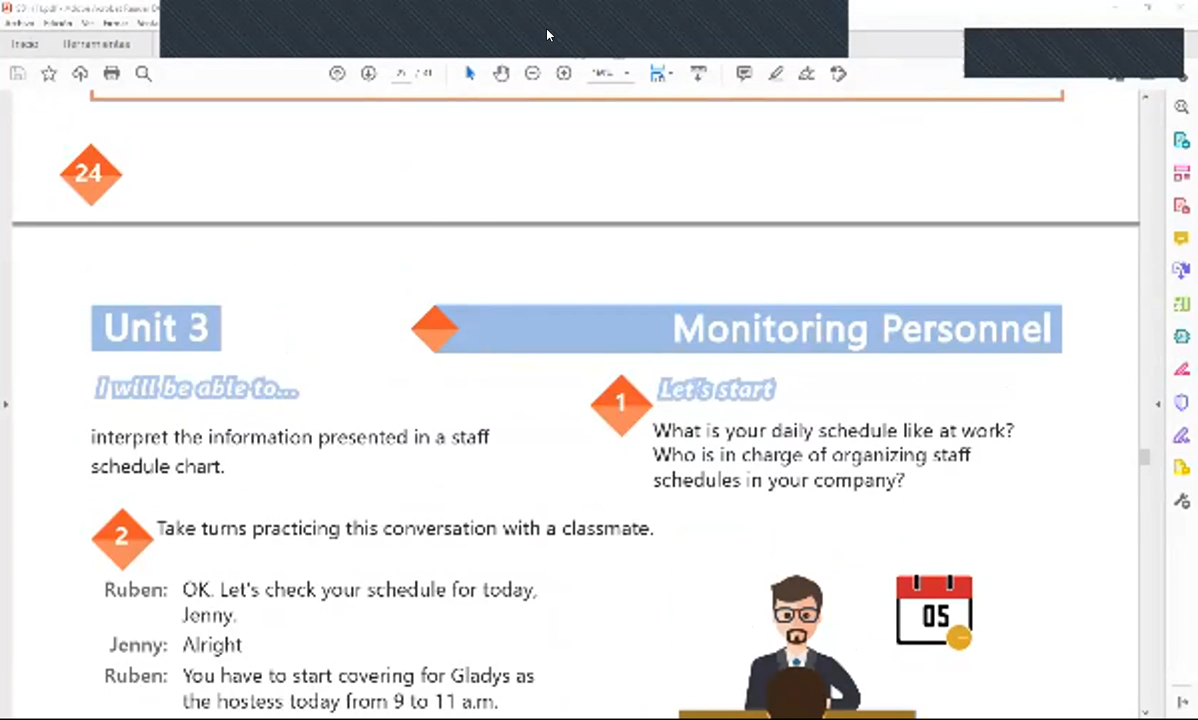 Inicio
Herramientas
24
Unit 3
Monitoring Personnel
I will be able to...
interpret the information presented in a staff
schedule chart.
1
Let's start
What is your daily schedule like at work?
Who is in charge of organizing staff
schedules in your company?
2
Take turns practicing this conversation with a classmate.
Ruben: OK. Let's check your schedule for today,
Jenny.
Jenny: Alright
Ruben: You have to start covering for Gladys as
the hostess today from 9 to 11 a.m.
05